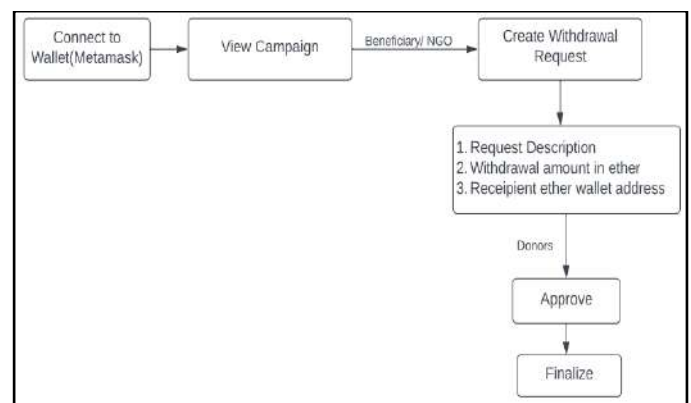 Connect to
Wallet(Metamask)
View Campaign
Beneficiary/ NGO
Create Withdrawal
Request
1. Request Description
2. Withdrawal amount in ether
3. Receipient ether wallet address
Donors
Approve
Finalize